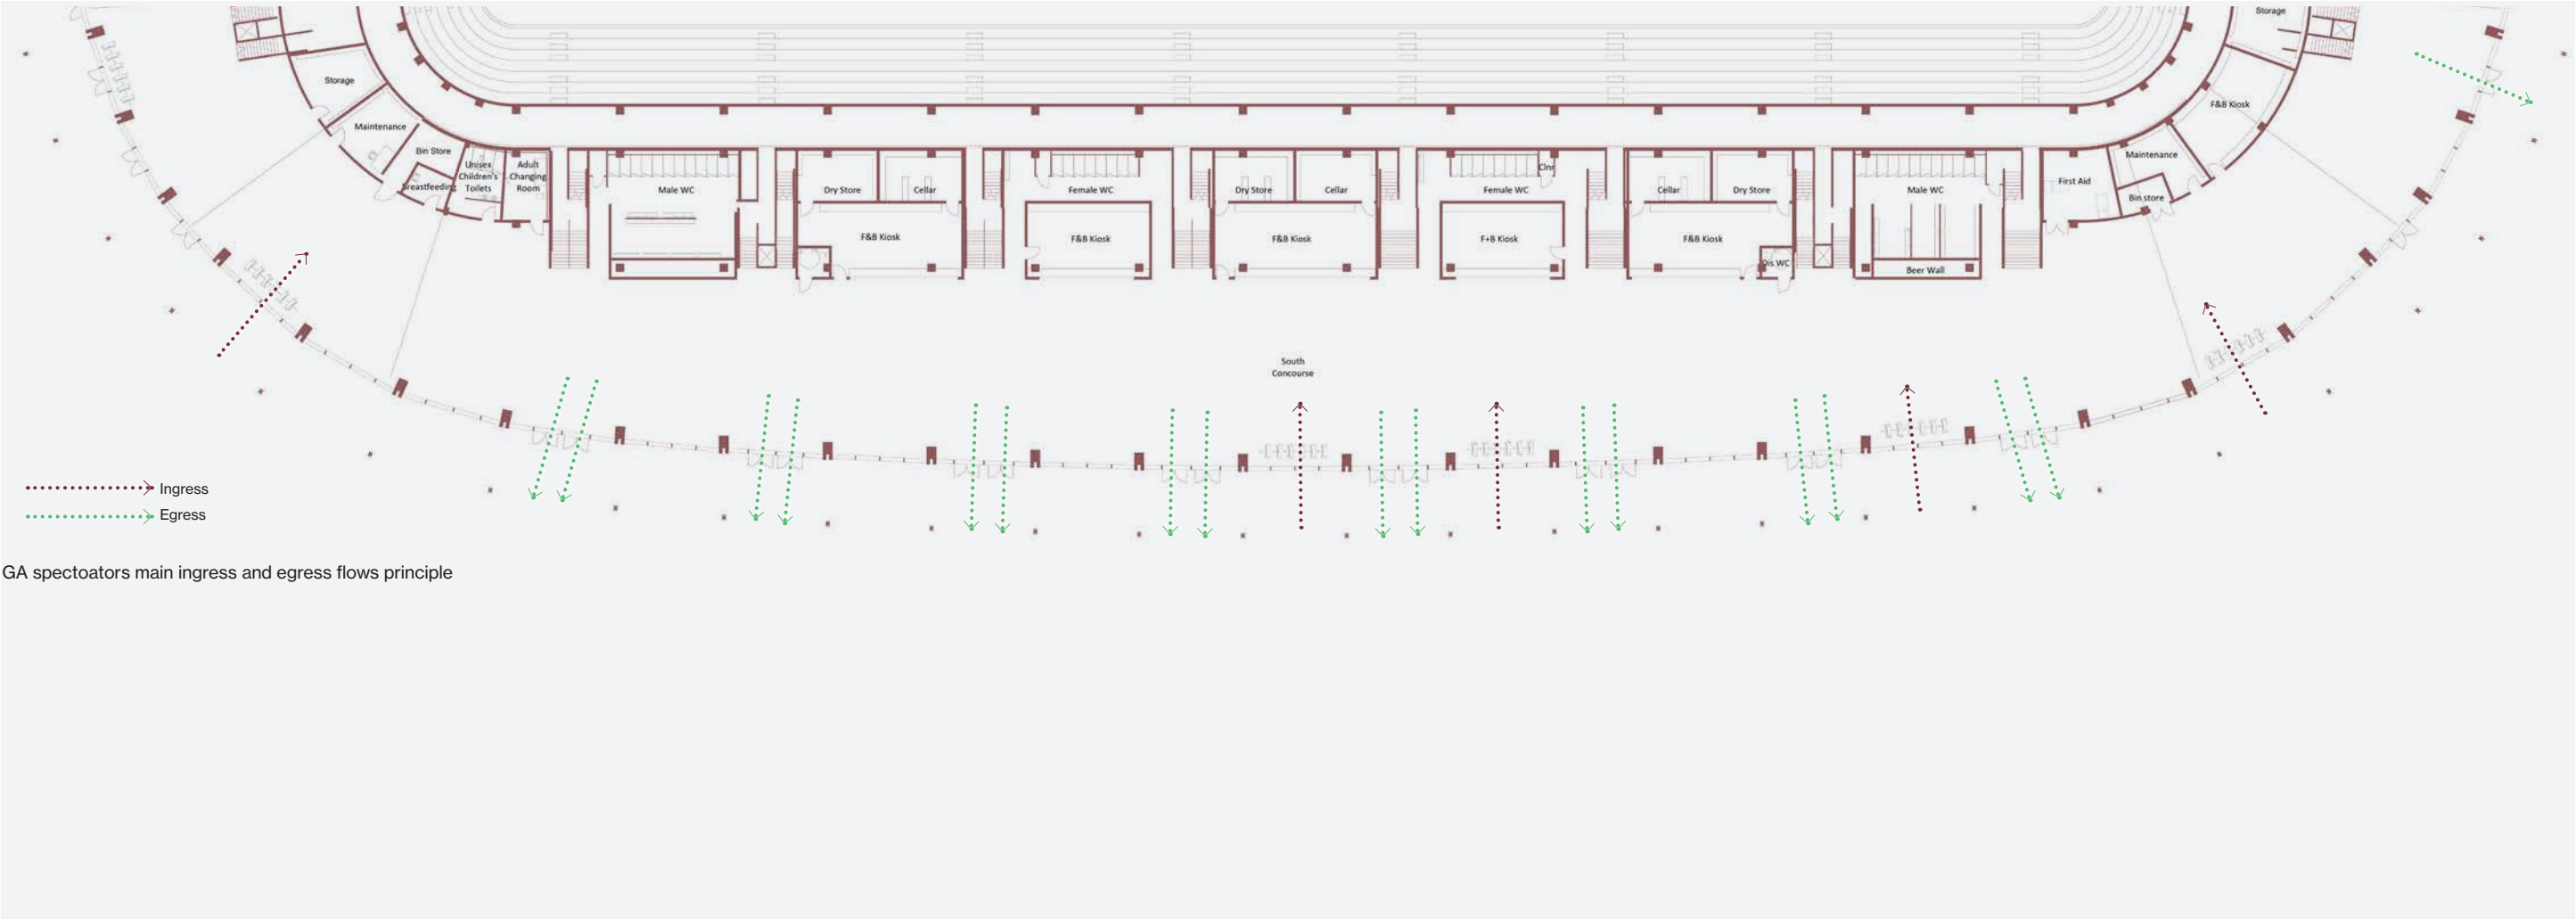 Storage
Storage
F&B Kiosk
Maintenance
Bin Store
Maintenance
Unisex
Children's
Toilets
Adult
Changing
Room
Breastfeeding
Male WC
Dry Store
Cellar
Female WC
Dry Store
Cellar
Clnr
Female WC
Cellar
Dry Store
Male WC
First Aid
Bin store
F&B Kiosk
F&B Kiosk
F&B Kiosk
F+B Kiosk
F&B Kiosk
Dis WC
Beer Wall
South
Concourse
Ingress
Egress
GA spectoators main ingress and egress flows principle